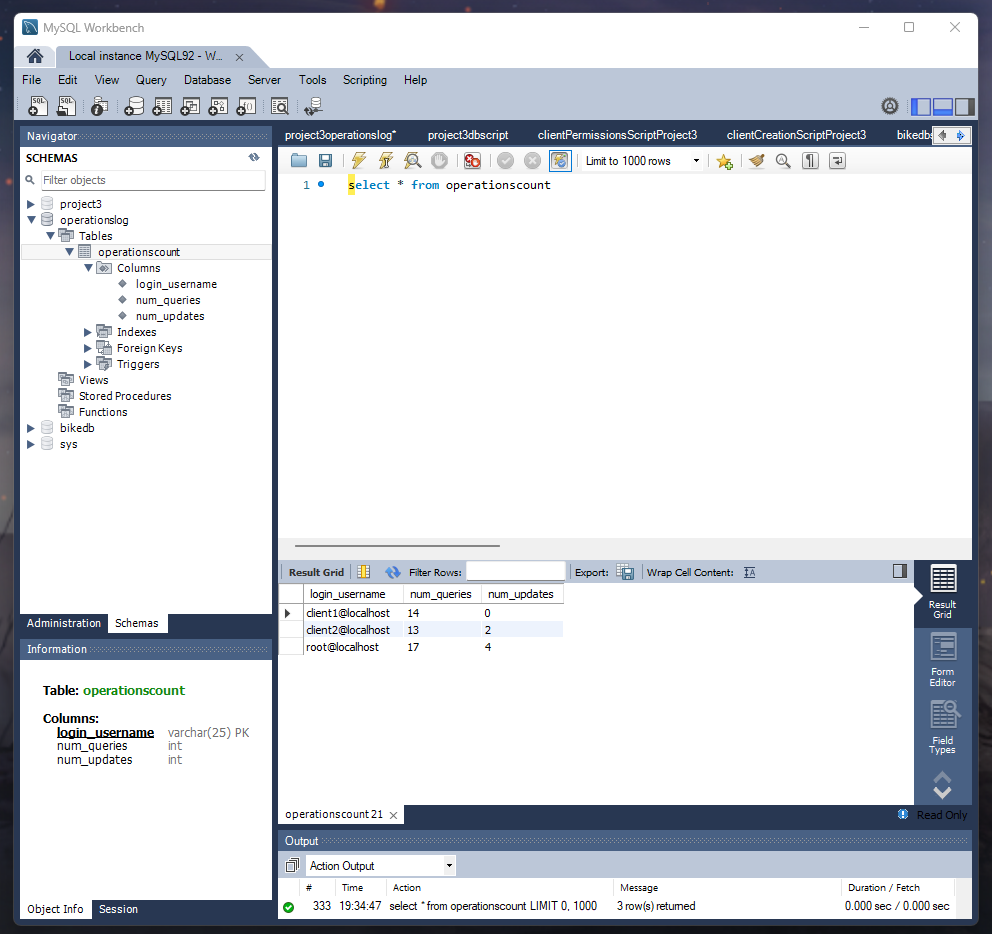 MySQL Workbench
Local instance MySQL92 - W...
File Edit View Query Database Server Tools Scripting Help
Navigator
SCHEMAS
Filter objects
project3
operationslog
Tables
operationscount
Columns
login_username
num_queries
num_updates
Indexes
Foreign Keys
Triggers
Views
Stored Procedures
Functions
bikedb
sys
Administration Schemas
Information
Table: operationscount
Columns:
login_username varchar(25) PK
num_queries int
num_updates int
Object Info Session
project3operationslog* project3dbscript clientPermissionsScriptProject3 clientCreationScriptProject3 bikedbs
Limit to 1000 rows
1 select * from operationscount
Result Grid Filter Rows: Export: Wrap Cell Content:
login_username num_queries num_updates
client1@localhost 14 0
client2@localhost 13 2
root@localhost 17 4
Result
Grid
Form
Editor
Field
Types
operationscount 21
Read Only
Output
Action Output
# Time Action Message Duration / Fetch
333 19:34:47 select * from operationscount LIMIT 0, 1000 3 row(s) returned 0.000 sec / 0.000 sec